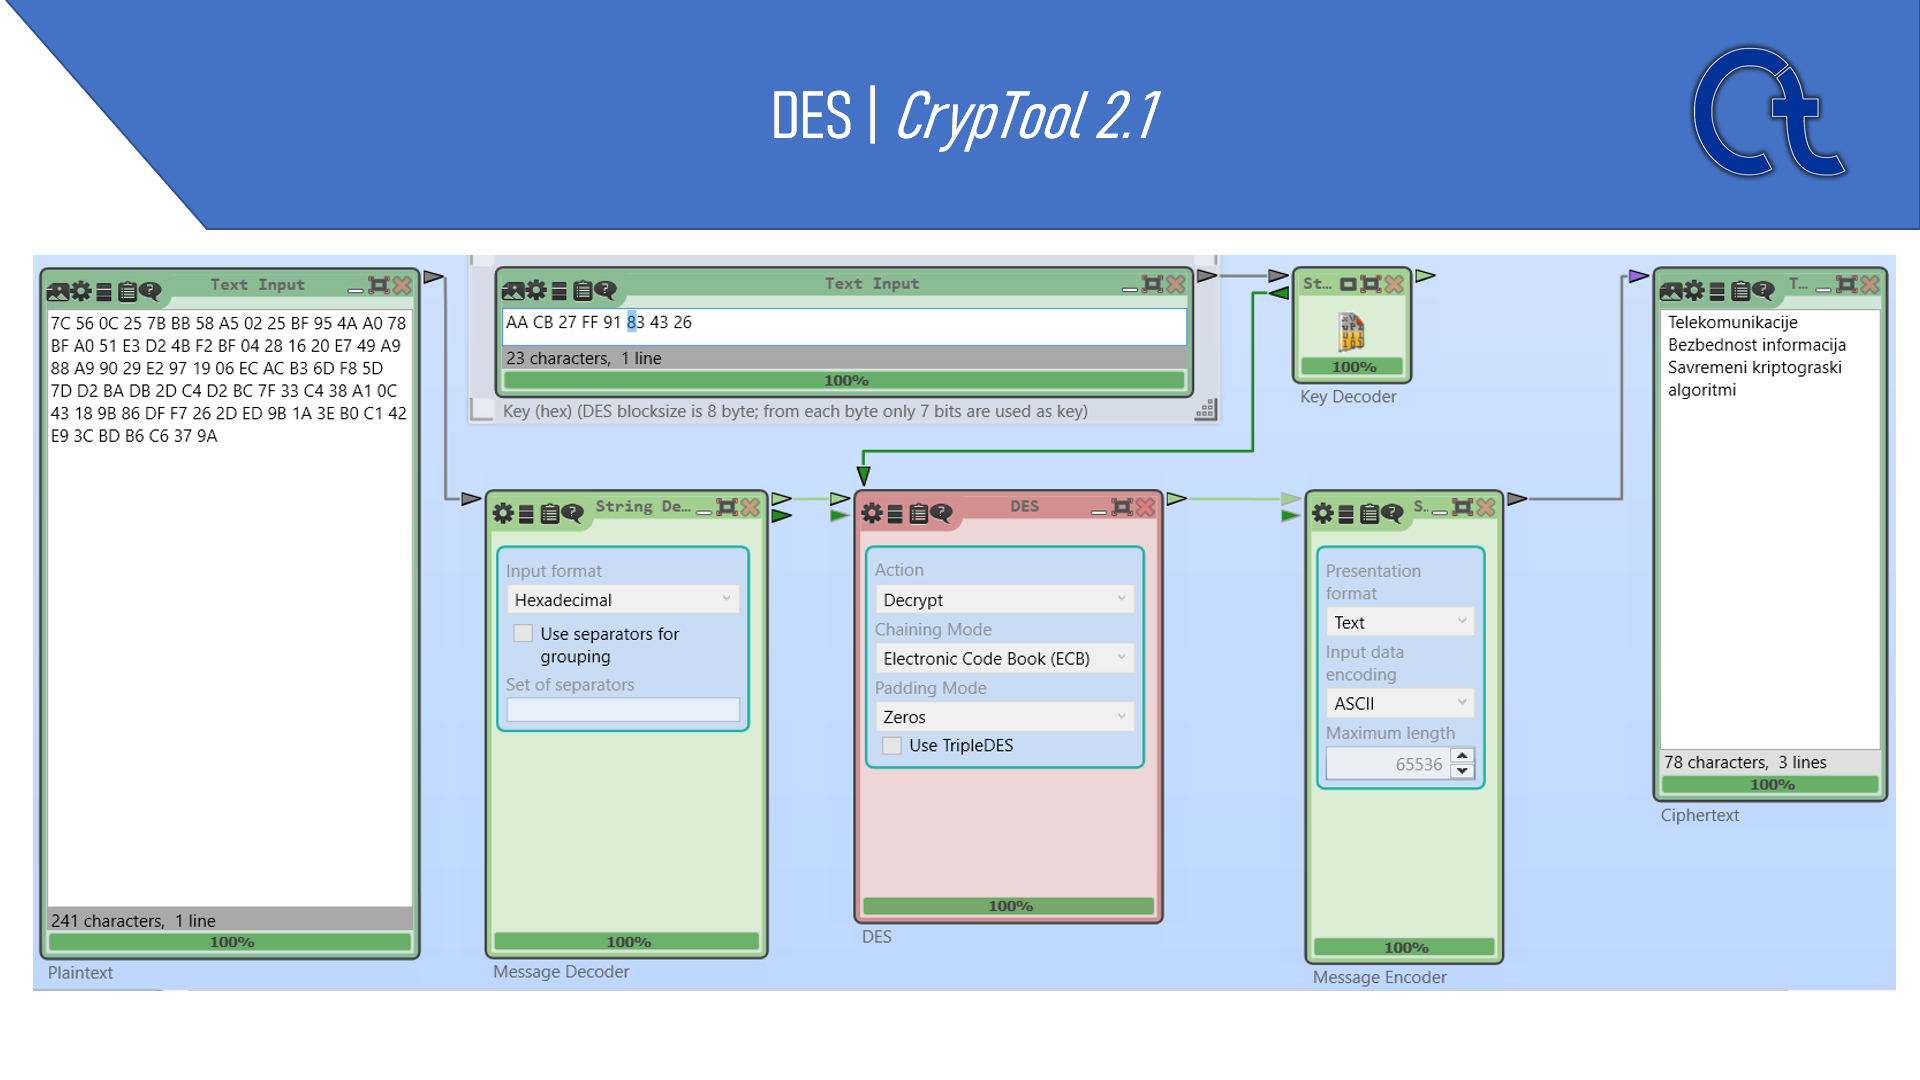 DES | CrypTool 2.1
Ct
Text Input
7C 56 0C 25 7B BB 58 A5 02 25 BF 95 4A A0 78
BF A0 51 E3 D2 4B F2 BF 04 28 16 20 E7 49 A9
88 A9 90 29 E2 97 19 06 EC AC B3 6D F8 5D
7D D2 BA DB 2D C4 D2 BC 7F 33 C4 38 A1 0C
43 18 9B 86 DF F7 26 2D ED 9B 1A 3E B0 C1 42
E9 3C BD B6 C6 37 9A
241 characters, 1 line
100%
Plaintext
Text Input
AA CB 27 FF 91 83 43 26
23 characters, 1 line
100%
Key (hex) (DES blocksize is 8 byte; from each byte only 7 bits are used as key)
St...
100%
Key Decoder
String De...
Input format
Hexadecimal
Use separators for
grouping
Set of separators
100%
Message Decoder
DES
Action
Decrypt
Chaining Mode
Electronic Code Book (ECB)
Padding Mode
Zeros
Use TripleDES
100%
DES
S..
Presentation
format
Text
Input data
encoding
ASCII
Maximum length
65536
100%
Message Encoder
T...
Telekomunikacije
Bezbednost informacija
Savremeni kriptograski
algoritmi
78 characters, 3 lines
100%
Ciphertext